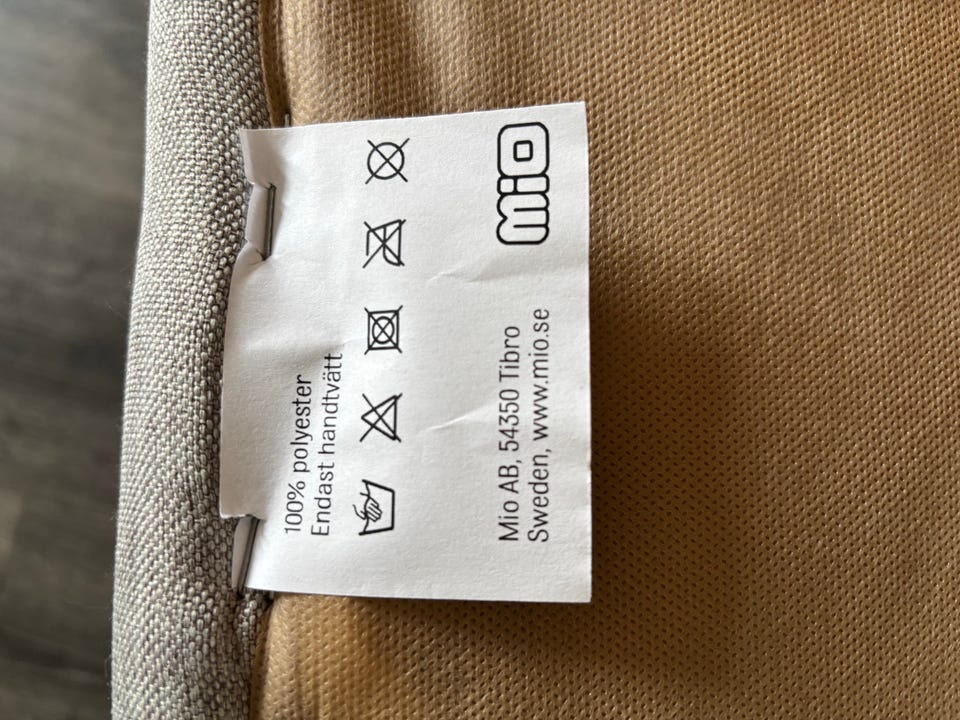 100% polyester
Endast handtvätt
Mio AB, 54350 Tibro
Sweden, www.mio.se
mio